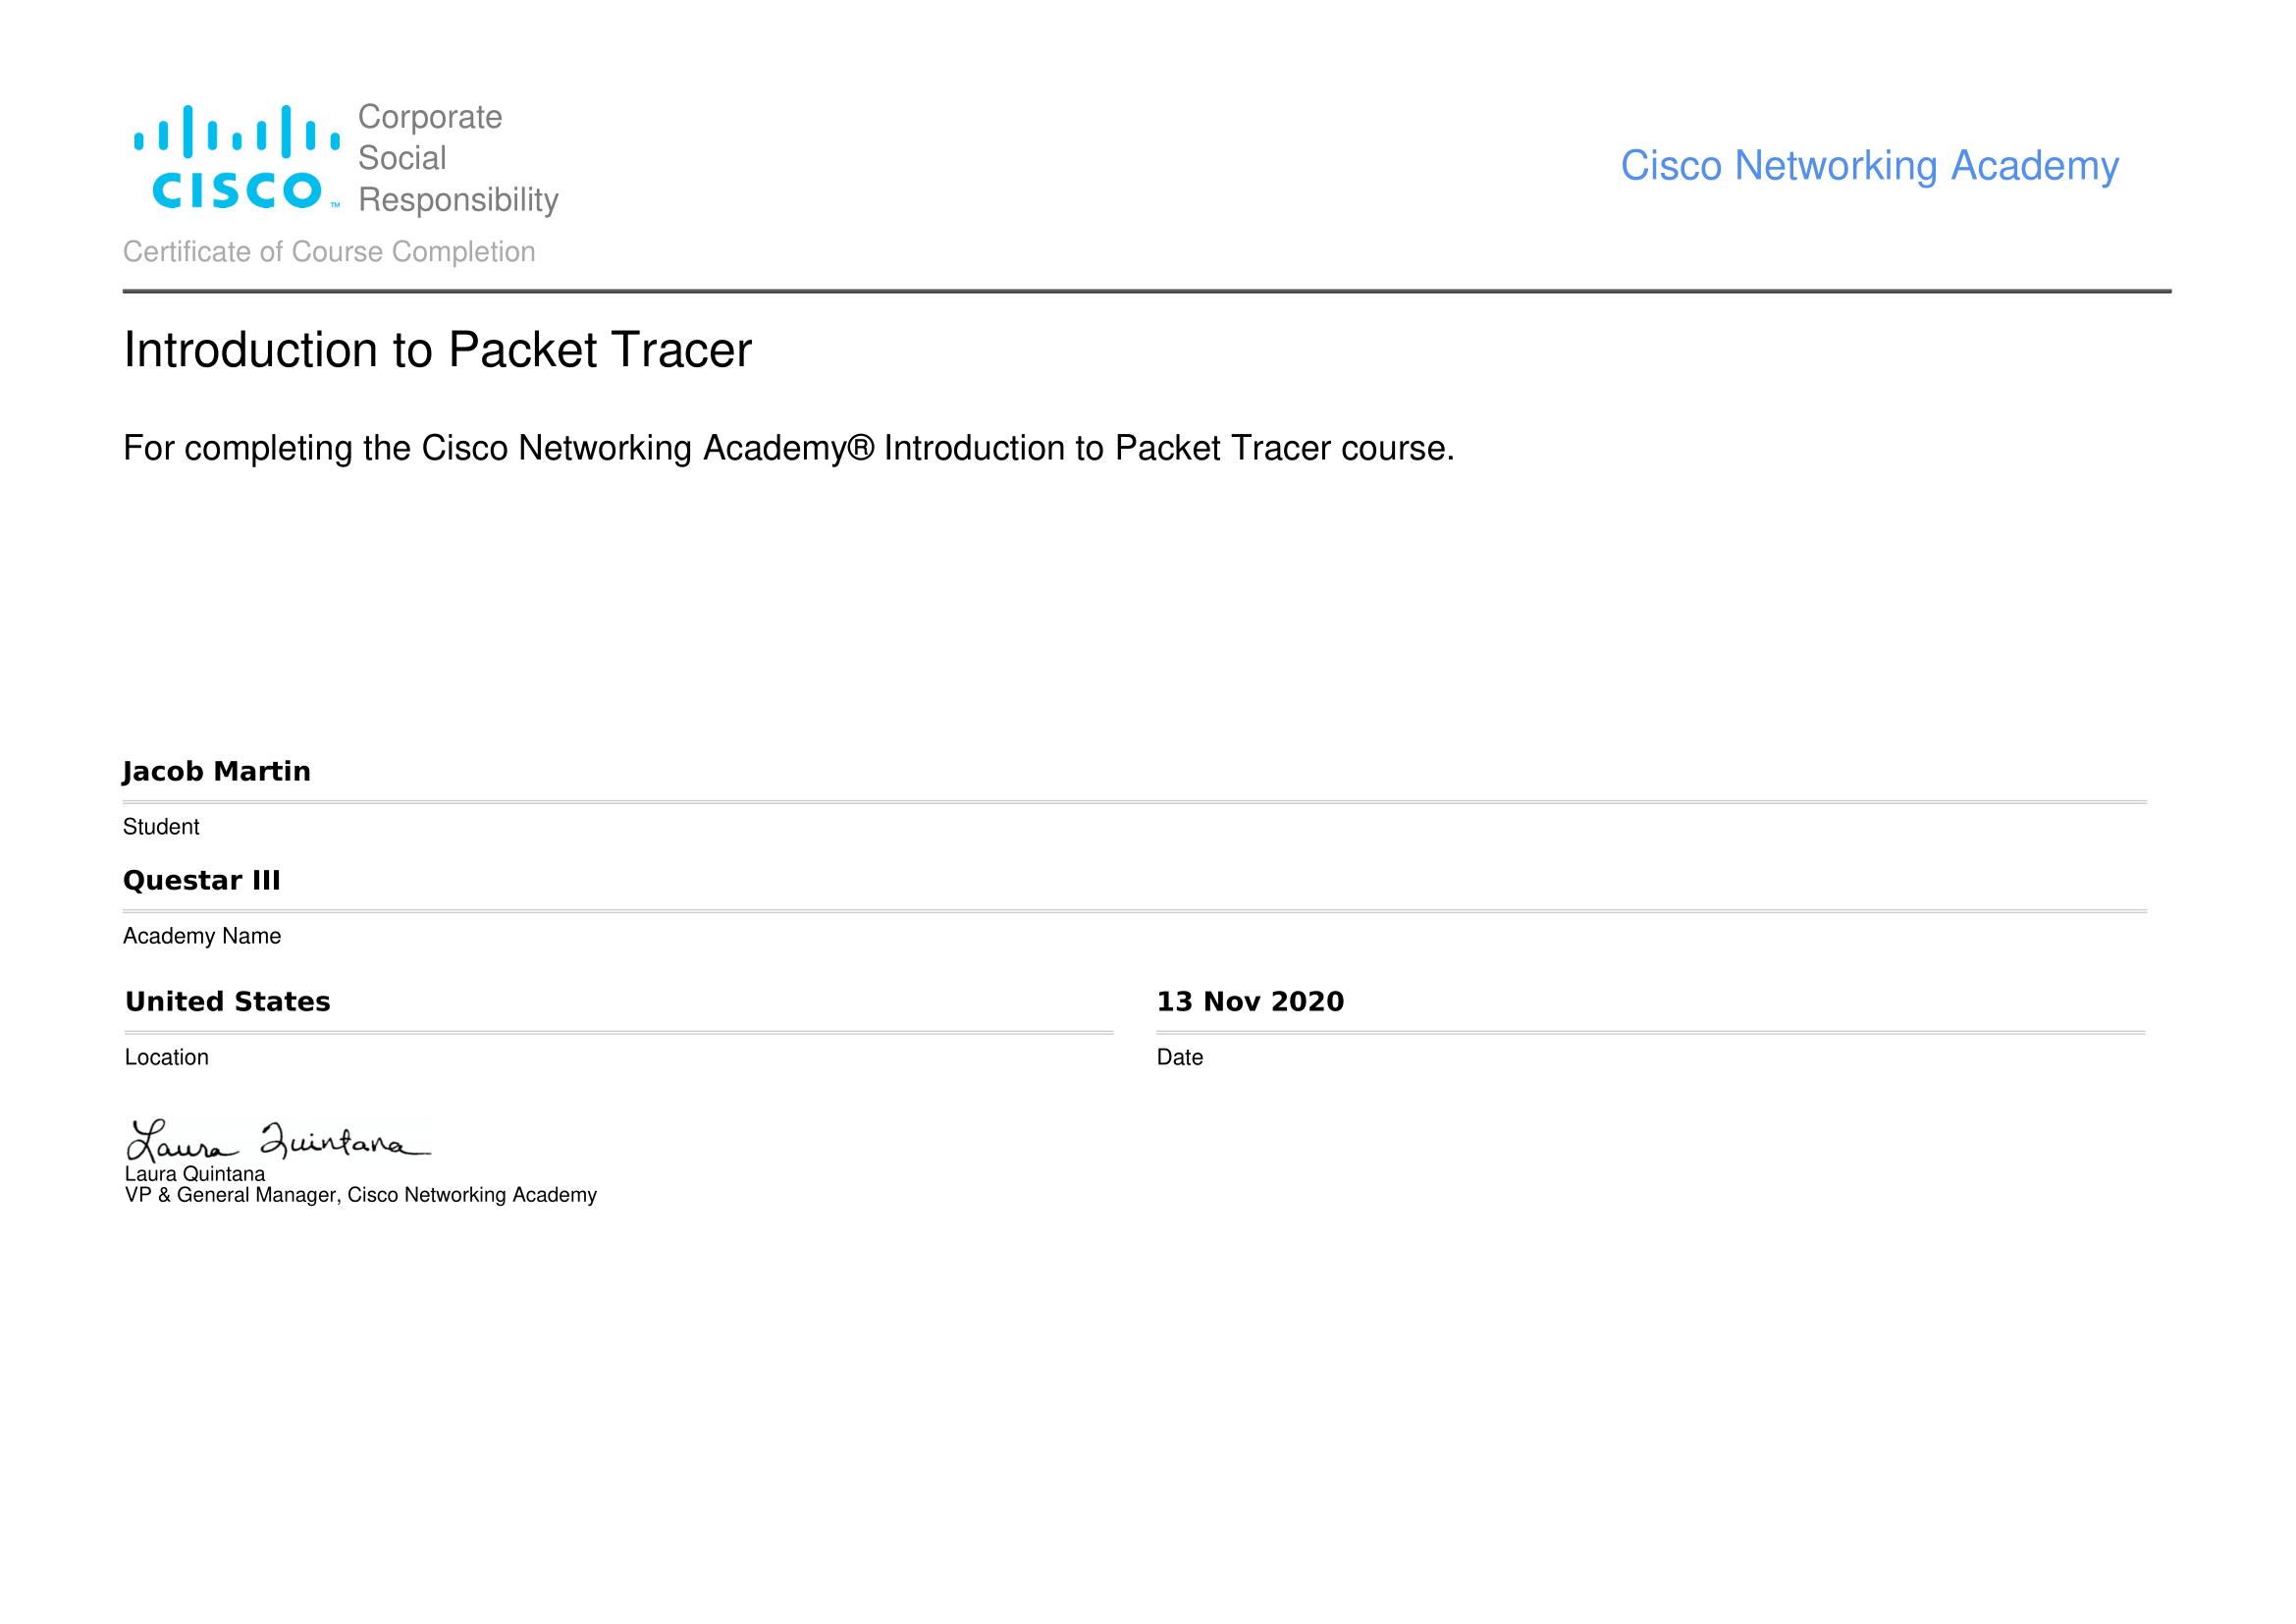 CISCO™
Corporate
Social
Responsibility
Cisco Networking Academy
Certificate of Course Completion
Introduction to Packet Tracer
For completing the Cisco Networking Academy® Introduction to Packet Tracer course.
Jacob Martin
Student
Questar III
Academy Name
United States
13 Nov 2020
Location
Date
Laura Quintana
Laura Quintana
VP & General Manager, Cisco Networking Academy